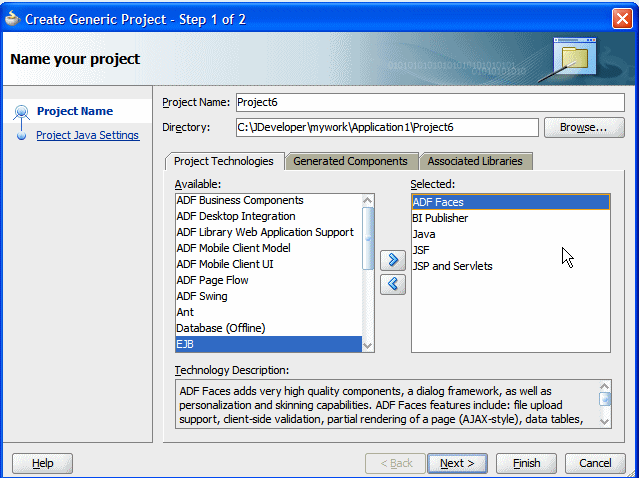 Create Generic Project - Step 1 of 2
Name your project
Project Name
Project Java Settings
Project Name: Project6
Directory: C:\JDeveloper\mywork\Application1\Project6 Browse...
Project Technologies Generated Components Associated Libraries
Available:
ADF Business Components
ADF Desktop Integration
ADF Library Web Application Support
ADF Mobile Client Model
ADF Mobile Client UI
ADF Page Flow
ADF Swing
Ant
Database (Offline)
EJB
Selected:
ADF Faces
BI Publisher
Java
JSF
JSP and Servlets
Technology Description:
ADF Faces adds very high quality components, a dialog framework, as well as
personalization and skinning capabilities. ADF Faces features include: file upload
support, client-side validation, partial rendering of a page (AJAX-style), data tables,
Help < Back Next > Finish Cancel